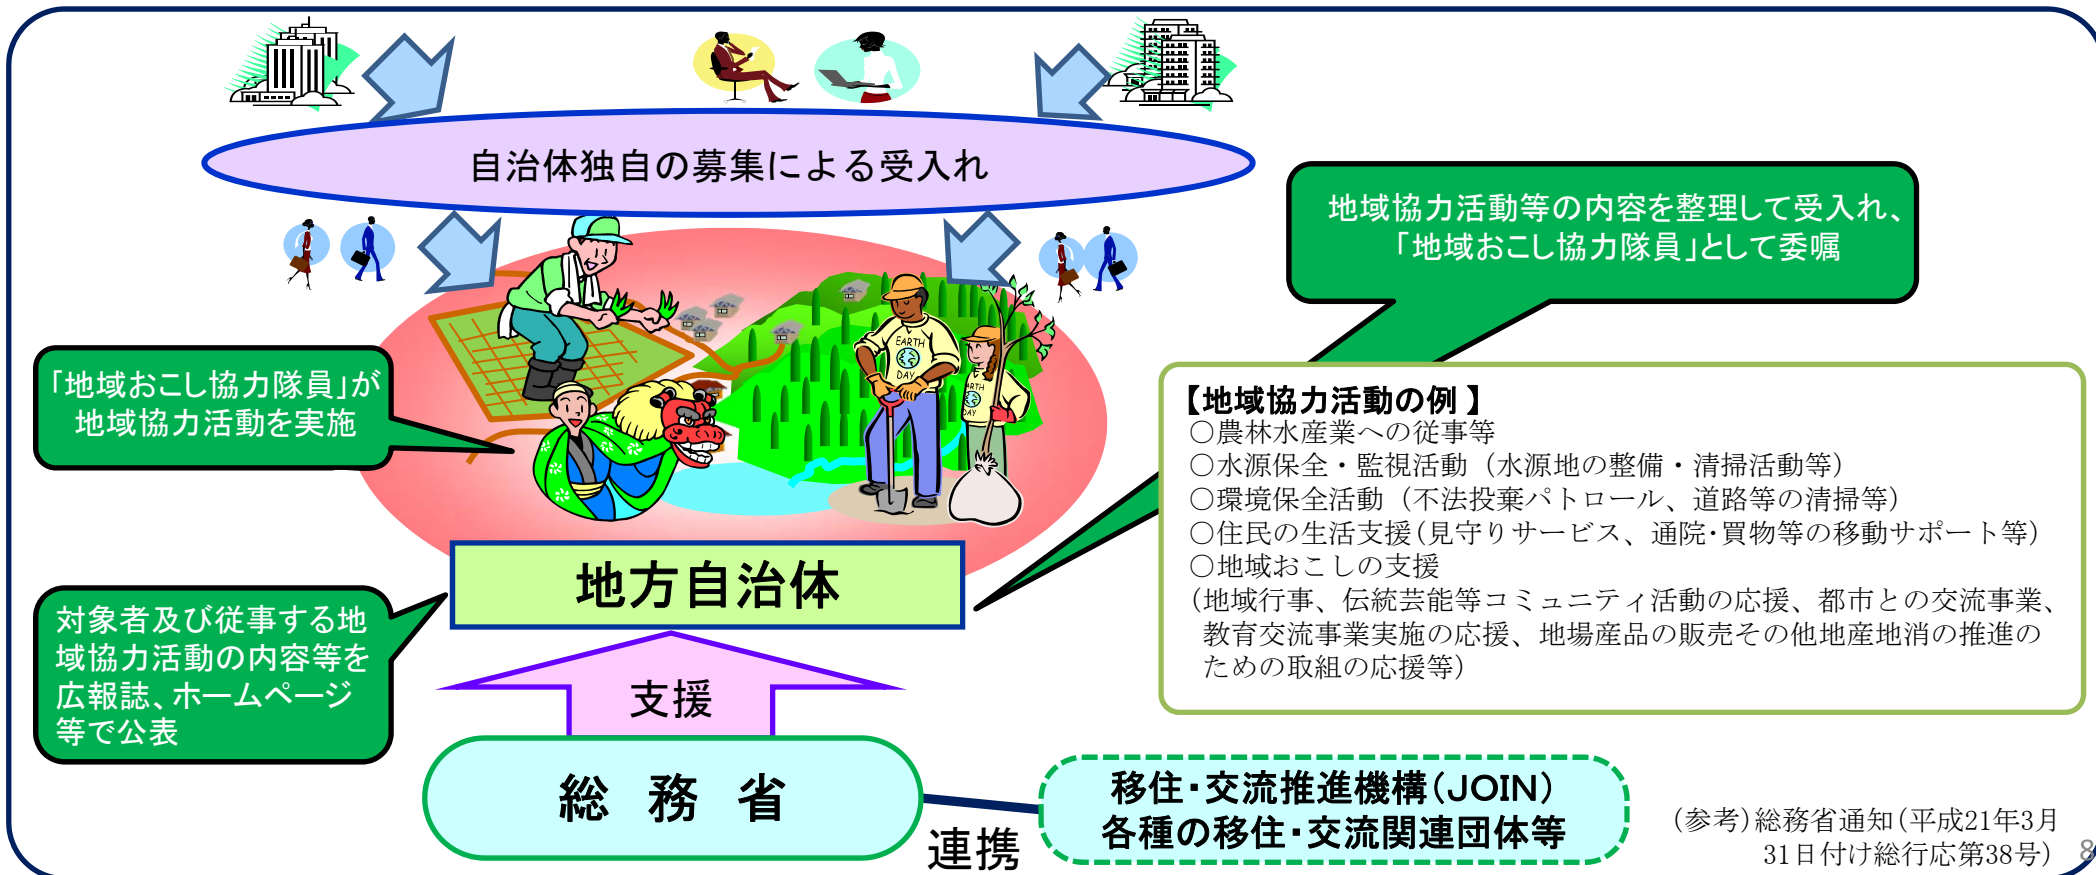 自治体独自の募集による受入れ
地域協力活動等の内容を整理して受入れ、
「地域おこし協力隊員」として委嘱
EARTH
DAY
ARTH
DAY
「地域おこし協力隊員」が
地域協力活動を実施
【地域協力活動の例】
○農林水産業への従事等
○水源保全・監視活動（水源地の整備・清掃活動等）
○環境保全活動（不法投棄パトロール、道路等の清掃等）
○住民の生活支援（見守りサービス、通院・買物等の移動サポート等）
○地域おこしの支援
（地域行事、伝統芸能等コミュニティ活動の応援、都市との交流事業、
教育交流事業実施の応援、地場産品の販売その他地産地消の推進の
ための取組の応援等）
地方自治体
対象者及び従事する地
域協力活動の内容等を
広報誌、ホームページ
等で公表
支援
総務省
連携
移住・交流推進機構（JOIN）
各種の移住・交流関連団体等
（参考）総務省通知（平成21年3月
31日付け総行応第38号）
8